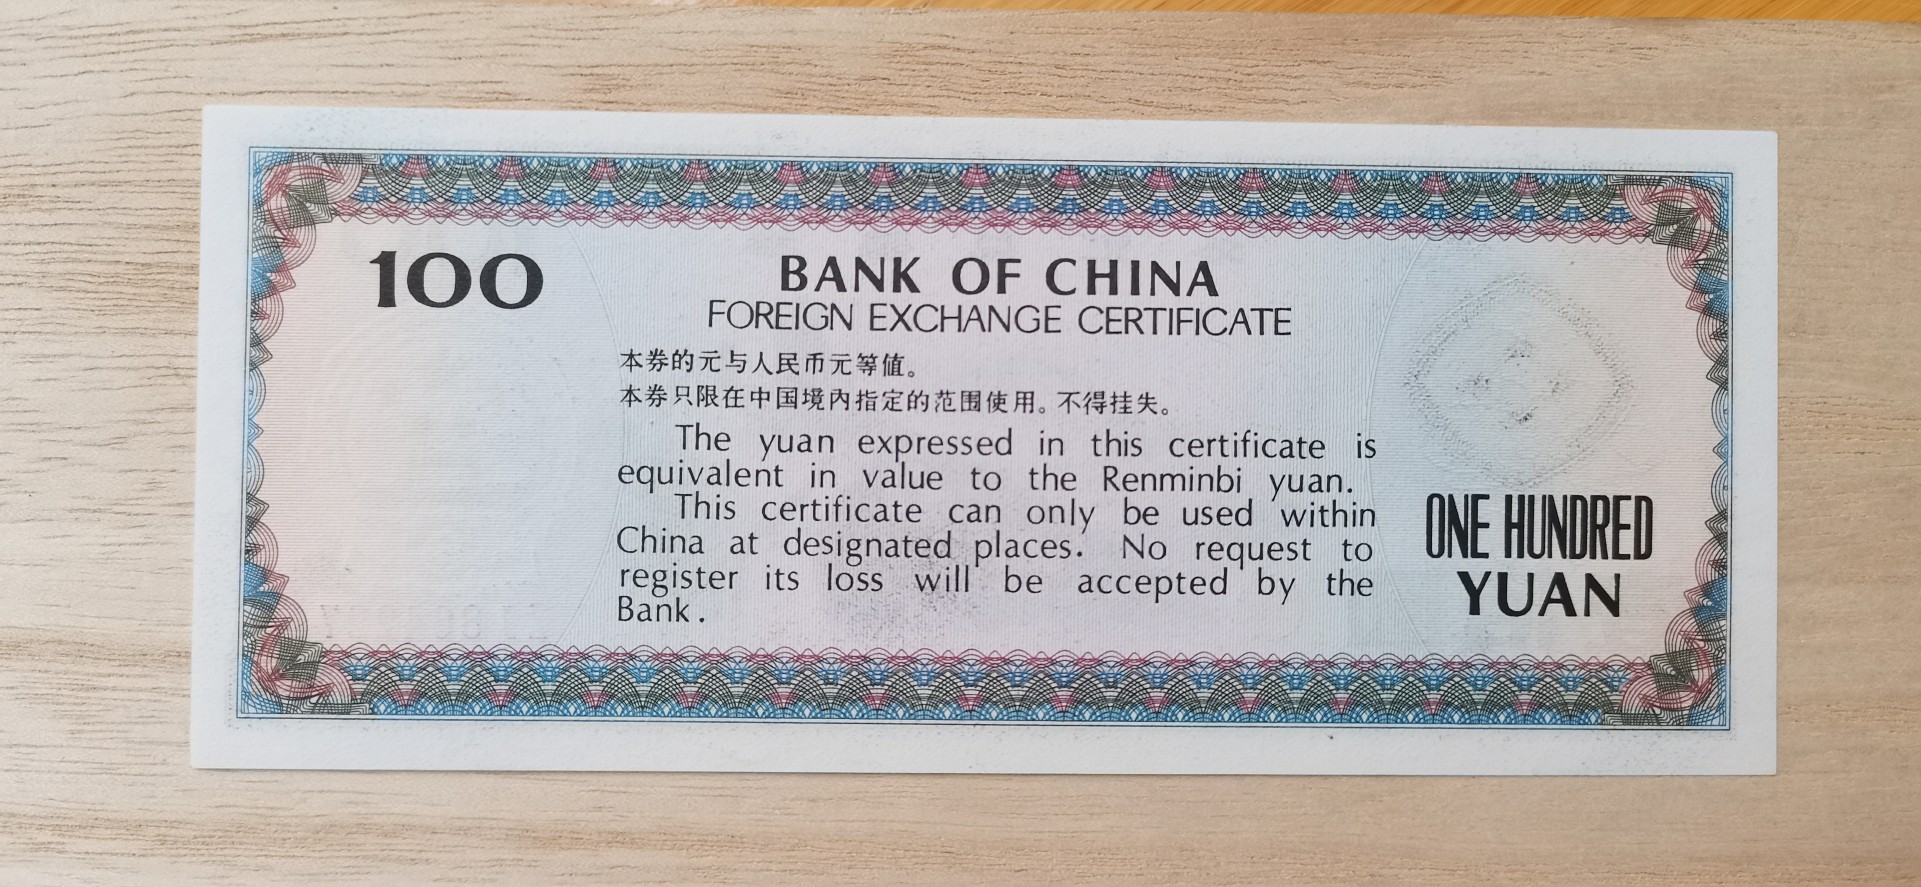 100
BANK OF CHINA
FOREIGN EXCHANGE CERTIFICATE
本券的元与人民币元等值。
本券只限在中国境内指定的范围使用。不得挂失。
The yuan expressed in this certificate is
equivalent in value to the Renminbi yuan.
This certificate can only be used within
China at designated places. No request to
register its loss will be accepted by the
Bank.
ONE HUNDRED
YUAN